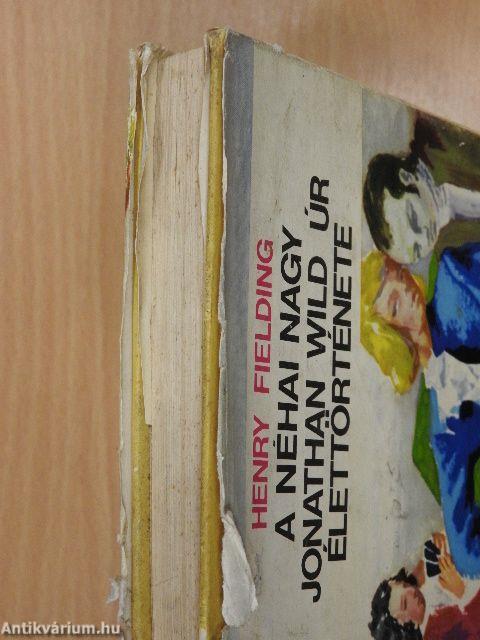 HENRY FIELDING
A NÉHAI NAGY
JONATHAN WILD ÚR
ÉLETTÖRTÉNETE
Antikvárium.hu